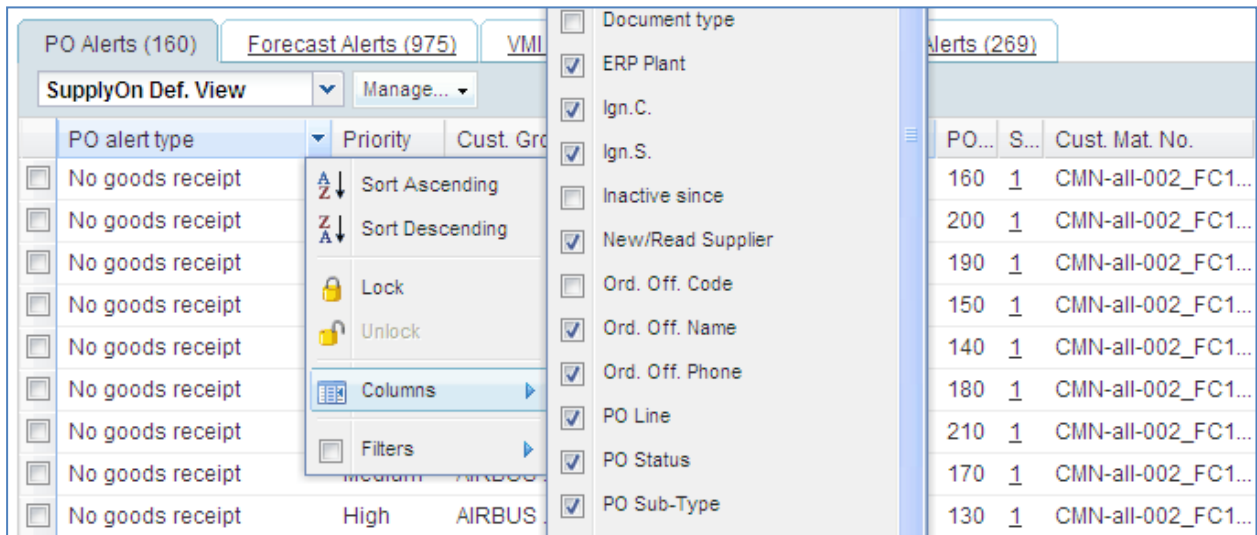 PO Alerts (160) Forecast Alerts (975) VMI Alerts (269)
SupplyOn Def. View Manage...
PO alert type Priority Cust. Gro PO... S... Cust. Mat. No.
No goods receipt 160 1 CMN-all-002_FC1...
No goods receipt 200 1 CMN-all-002_FC1...
No goods receipt 190 1 CMN-all-002_FC1...
No goods receipt 150 1 CMN-all-002_FC1...
No goods receipt 140 1 CMN-all-002_FC1...
No goods receipt 180 1 CMN-all-002_FC1...
No goods receipt 210 1 CMN-all-002_FC1...
No goods receipt Medium AIRBUS 170 1 CMN-all-002_FC1...
No goods receipt High AIRBUS 130 1 CMN-all-002_FC1...
Sort Ascending
Sort Descending
Lock
Unlock
Columns
Filters
Document type
ERP Plant
Ign.C.
Ign.S.
Inactive since
New/Read Supplier
Ord. Off. Code
Ord. Off. Name
Ord. Off. Phone
PO Line
PO Status
PO Sub-Type